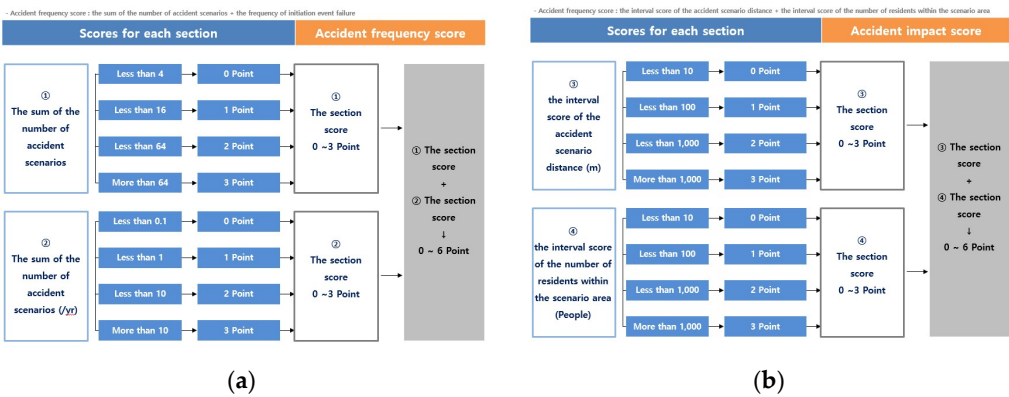 - Accident frequency score : the sum of the number of accident scenarios + the frequency of initiation event failure
Scores for each section
Accident frequency score
①
The sum of the
number of
accident
scenarios
Less than 4
0 Point
Less than 16
1 Point
Less than 64
2 Point
More than 64
3 Point
①
The section
score
0 ~3 Point
②
The sum of the
number of
accident
scenarios (/yr)
Less than 0.1
0 Point
Less than 1
1 Point
Less than 10
2 Point
More than 10
3 Point
②
The section
score
0 ~3 Point
① The section
score
+
② The section
score
↓
0 ~ 6 Point
(a)
- Accident frequency score : the interval score of the accident scenario distance + the interval score of the number of residents within the scenario area
Scores for each section
Accident impact score
③
the interval
score of the
accident
scenario
distance (m)
Less than 10
0 Point
Less than 100
1 Point
Less than 1,000
2 Point
More than 1,000
3 Point
③
The section
score
0 ~3 Point
④
the interval score
of the number of
residents within
the scenario area
(People)
Less than 10
0 Point
Less than 100
1 Point
Less than 1,000
2 Point
More than 1,000
3 Point
④
The section
score
0 ~3 Point
③ The section
score
+
④ The section
score
↓
0 ~ 6 Point
(b)